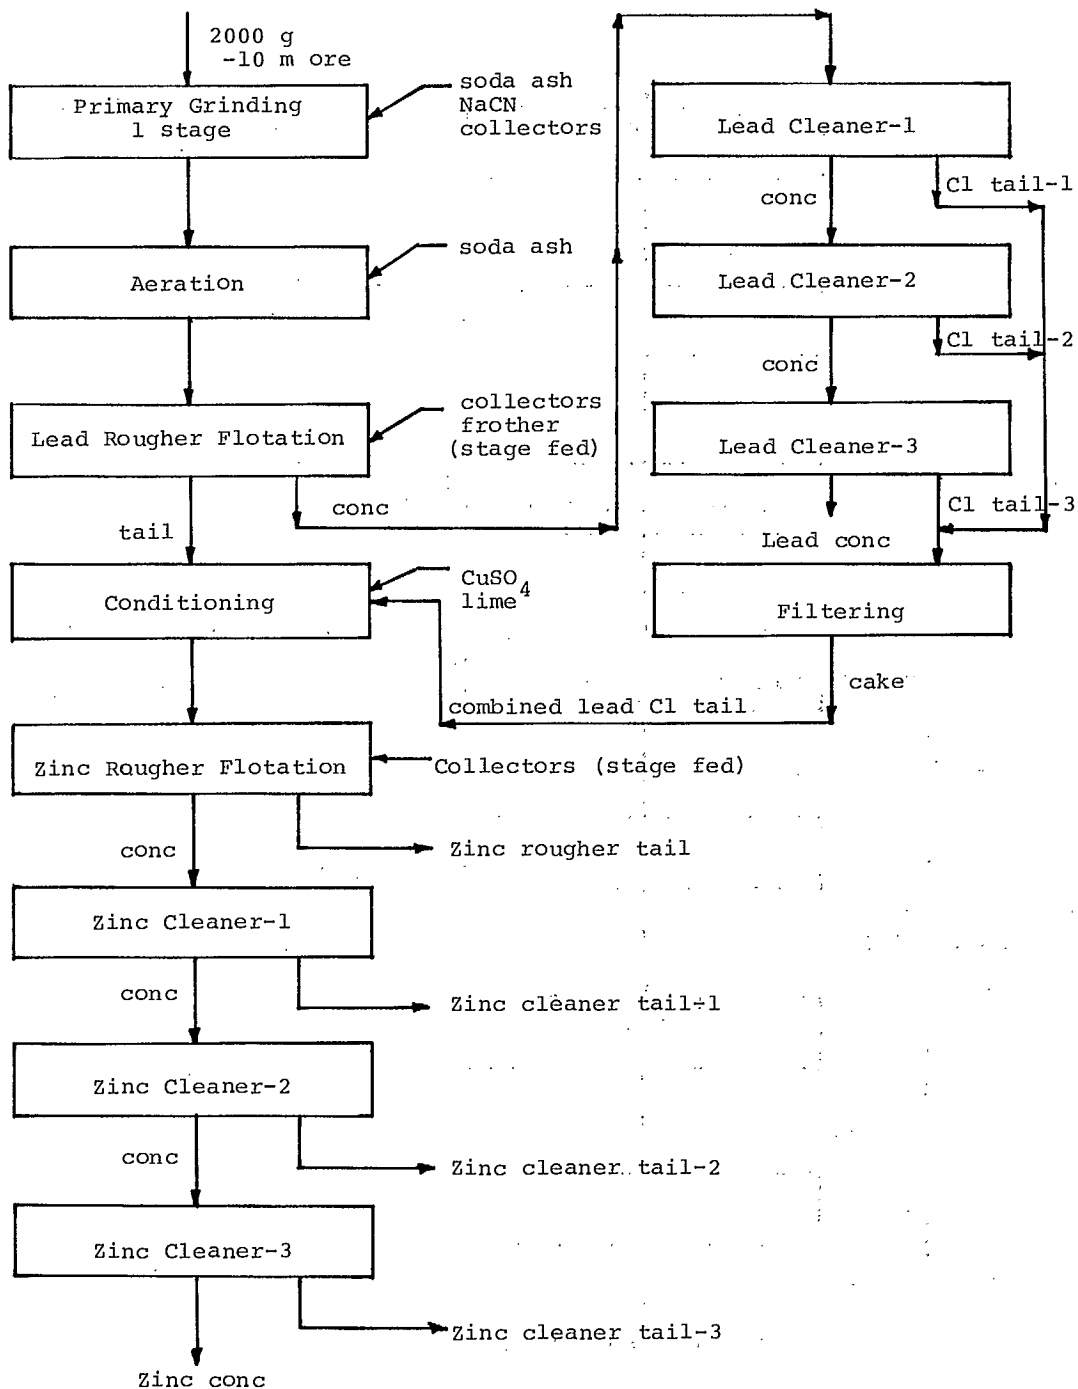 2000 g
-10 m ore
Primary Grinding
1 stage
soda ash
NaCN
collectors
Aeration
soda ash
Lead Rougher Flotation
collectors
frother
(stage fed)
conc
tail
Conditioning
CuSO4
lime
combined lead Cl tail
Zinc Rougher Flotation
Collectors (stage fed)
conc
Zinc rougher tail
Zinc Cleaner-1
conc
Zinc cleaner tail-1
Zinc Cleaner-2
conc
Zinc cleaner tail-2
Zinc Cleaner-3
Zinc cleaner tail-3
Zinc conc
Lead Cleaner-1
conc
Cl tail-1
Lead Cleaner-2
conc
Cl tail-2
Lead Cleaner-3
Cl tail-3
Lead conc
Filtering
cake